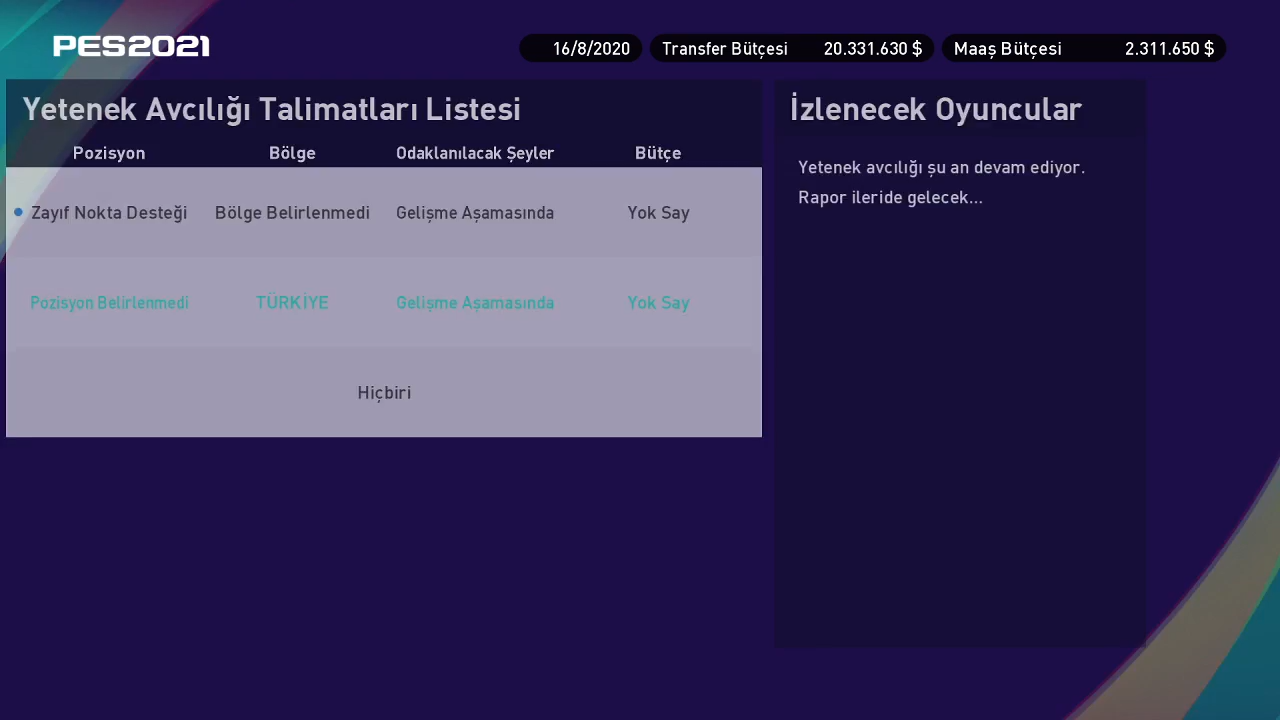 PES2021
16/8/2020 Transfer Bütçesi 20.331.630 $ Maaş Bütçesi 2.311.650 $
Yetenek Avcılığı Talimatları Listesi
Pozisyon Bölge Odaklanılacak Şeyler Bütçe
Zayıf Nokta Desteği Bölge Belirlenmedi Gelişme Aşamasında Yok Say
Pozisyon Belirlenmedi TÜRKİYE Gelişme Aşamasında Yok Say
Hiçbiri
İzlenecek Oyuncular
Yetenek avcılığı şu an devam ediyor.
Rapor ileride gelecek...